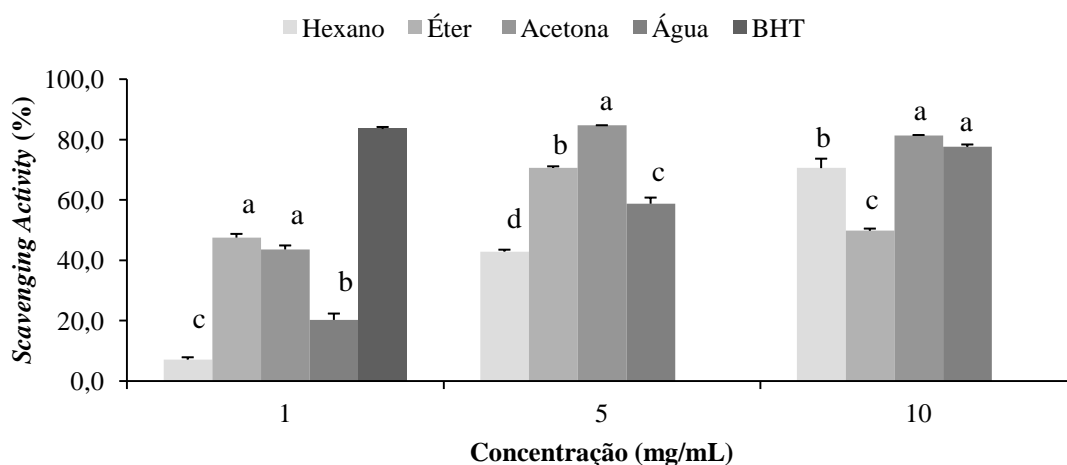 Hexano Éter Acetona Água BHT
100,0
80,0
60,0
40,0
20,0
0,0
Scavenging Activity (%)
c a a b
d b a c
b c a a
1 5 10
Concentração (mg/mL)